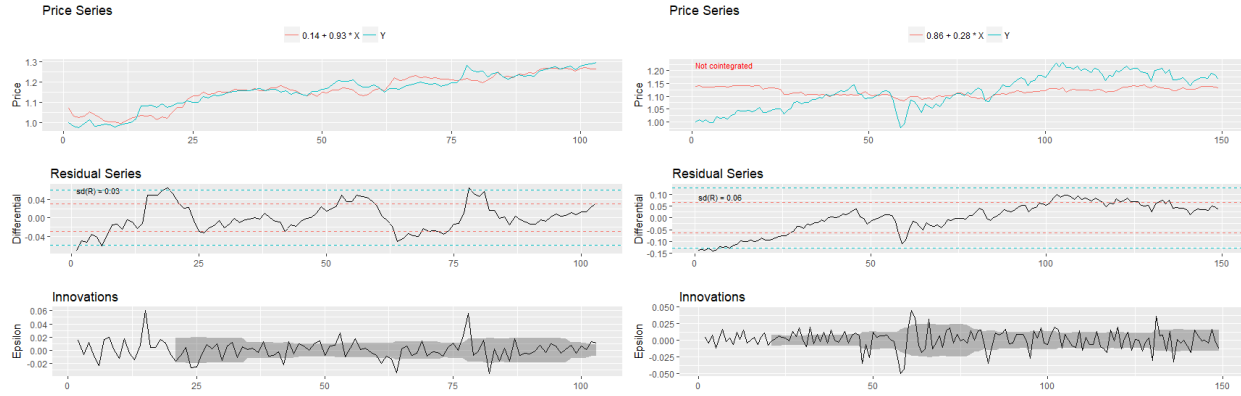 Price Series
0.14 + 0.93 * X Y
Price
1.3
1.2
1.1
1.0
0 25 50 75 100
Residual Series
sd(R) = 0.03
Differential
0.04
0.00
-0.04
0 25 50 75 100
Innovations
Epsilon
0.06
0.04
0.02
0.00
-0.02
0 25 50 75 100
Price Series
0.86 + 0.28 * X Y
Not cointegrated
Price
1.20
1.15
1.10
1.05
1.00
0 50 100 150
Residual Series
sd(R) = 0.06
Differential
0.10
0.05
0.00
-0.05
-0.10
-0.15
0 50 100 150
Innovations
Epsilon
0.050
0.025
0.000
-0.025
-0.050
0 50 100 150